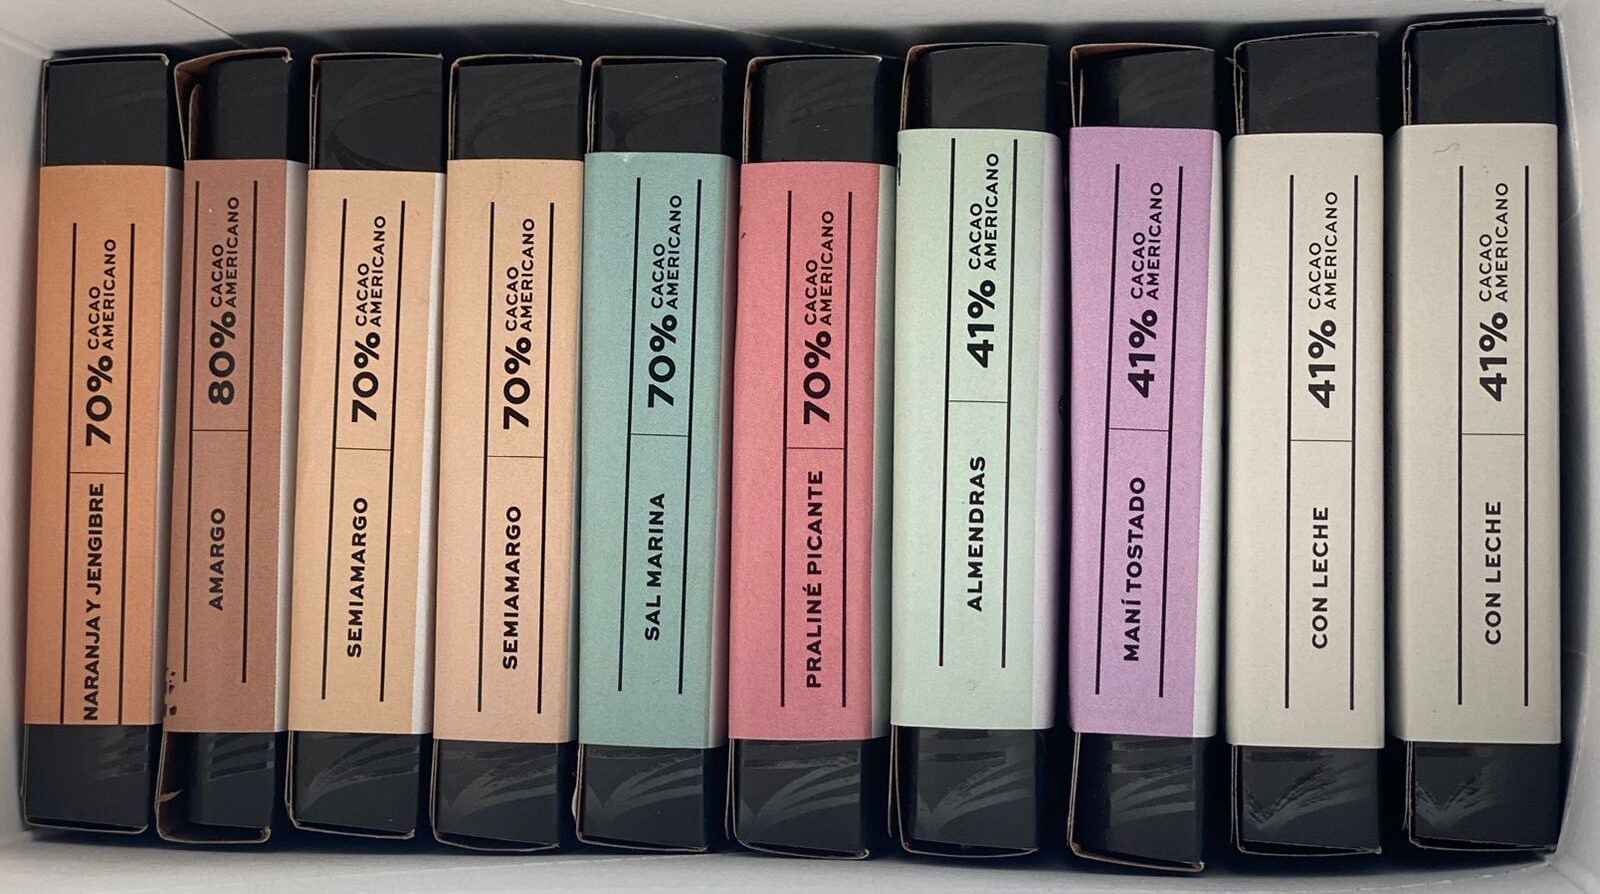 NARANJA Y JENGIBRE
70% CACAO
AMERICANO
AMARGO
80% CACAO
AMERICANO
SEMIAMARGO
70% CACAO
AMERICANO
SEMIAMARGO
70% CACAO
AMERICANO
SAL MARINA
70% CACAO
AMERICANO
PRALINÉ PICANTE
70% CACAO
AMERICANO
ALMENDRAS
41% CACAO
AMERICANO
MANÍ TOSTADO
41% CACAO
AMERICANO
CON LECHE
41% CACAO
AMERICANO
CON LECHE
41% CACAO
AMERICANO